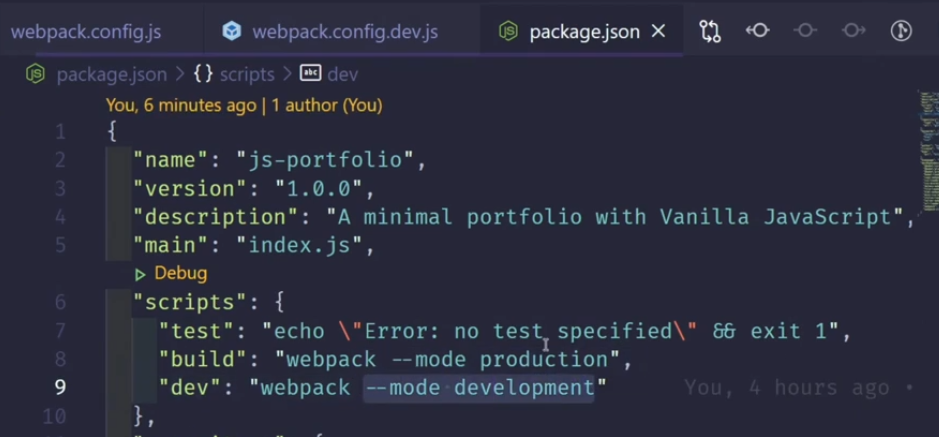 webpack.config.js webpack.config.dev.js package.json
package.json > {} scripts > abc dev
You, 6 minutes ago | 1 author (You)
1 {
2 "name": "js-portfolio",
3 "version": "1.0.0",
4 "description": "A minimal portfolio with Vanilla JavaScript",
5 "main": "index.js",
Debug
6 "scripts": {
7 "test": "echo \"Error: no test specified\" && exit 1",
8 "build": "webpack --mode production",
9 "dev": "webpack --mode development" You, 4 hours ago •
10 },